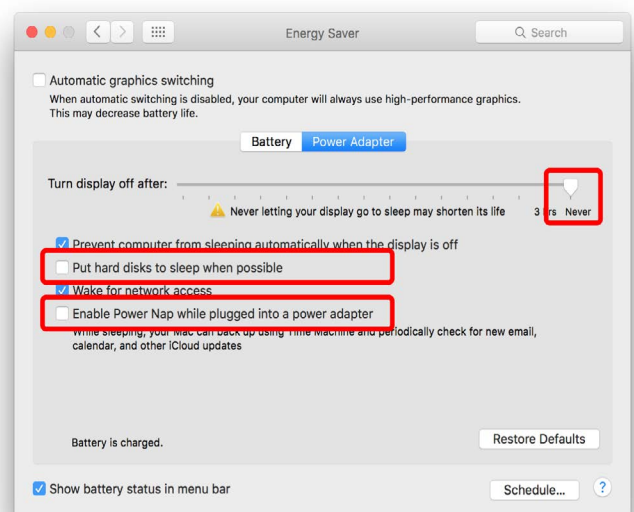 Energy Saver
Search
Automatic graphics switching
When automatic switching is disabled, your computer will always use high-performance graphics.
This may decrease battery life.
Battery Power Adapter
Turn display off after:
Never letting your display go to sleep may shorten its life 3 hrs Never
Prevent computer from sleeping automatically when the display is off
Put hard disks to sleep when possible
Wake for network access
Enable Power Nap while plugged into a power adapter
While sleeping, your Mac can back up using Time Machine and periodically check for new email,
calendar, and other iCloud updates
Battery is charged.
Restore Defaults
Show battery status in menu bar
Schedule... ?